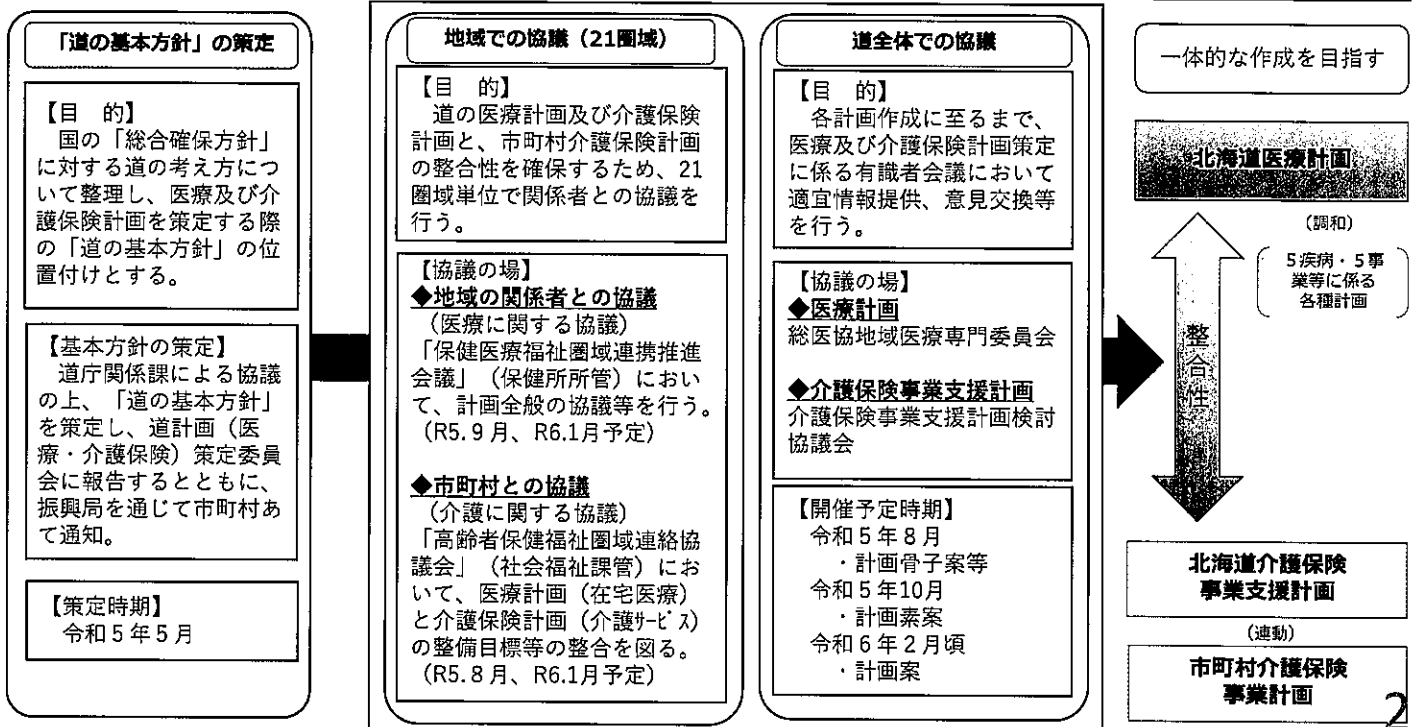 「道の基本方針」の策定
【目　的】
　国の「総合確保方針」
に対する道の考え方につ
いて整理し、医療及び介
護保険計画を策定する際
の「道の基本方針」の位
置付けとする。
【基本方針の策定】
　道庁関係課による協議
の上、「道の基本方針」
を策定し、道計画（医
療・介護保険）策定委員
会に報告するとともに、
振興局を通じて市町村あ
て通知。
【策定時期】
　令和５年５月
地域での協議（21圏域）
【目　的】
　道の医療計画及び介護保険
計画と、市町村介護保険計画
の整合性を確保するため、21
圏域単位で関係者との協議を
行う。
【協議の場】
◆地域の関係者との協議
（医療に関する協議）
「保健医療福祉圏域連携推進
会議」（保健所所管）におい
て、計画全般の協議等を行う。
（R5.９月、R6.1月予定）
◆市町村との協議
（介護に関する協議）
「高齢者保健福祉圏域連絡協
議会」（社会福祉課管）にお
いて、医療計画（在宅医療）
と介護保険計画（介護ｻｰﾋﾞｽ）
の整備目標等の整合を図る。
（R5.８月、R6.1月予定）
道全体での協議
【目　的】
　各計画作成に至るまで、
医療及び介護保険計画策定
に係る有識者会議において
適宜情報提供、意見交換等
を行う。
【協議の場】
◆医療計画
総医協地域医療専門委員会
◆介護保険事業支援計画
介護保険事業支援計画検討
協議会
【開催予定時期】
令和５年８月
・計画骨子案等
令和５年10月
・計画素案
令和６年２月頃
・計画案
一体的な作成を目指す
北海道医療計画
（調和）
５疾病・５事
業等に係る
各種計画
整合性
北海道介護保険
事業支援計画
（連動）
市町村介護保険
事業計画
2